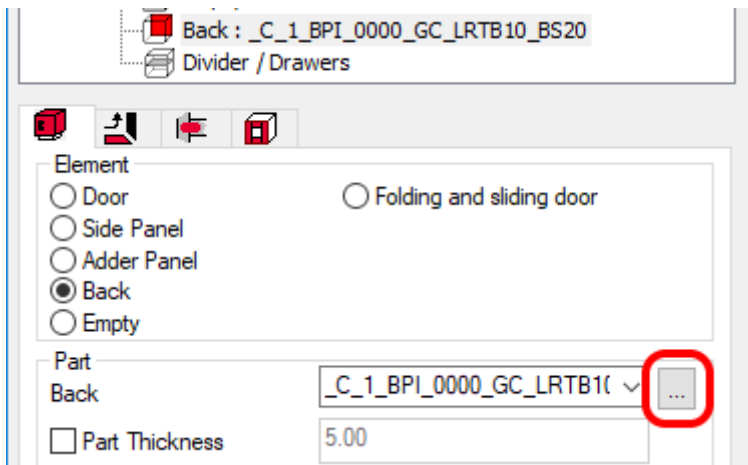 Back : _C_1_BPI_0000_GC_LRTB10_BS20
Divider / Drawers
Element
Door
Folding and sliding door
Side Panel
Adder Panel
Back
Empty
Part
Back
_C_1_BPI_0000_GC_LRTB1(
...
Part Thickness
5.00